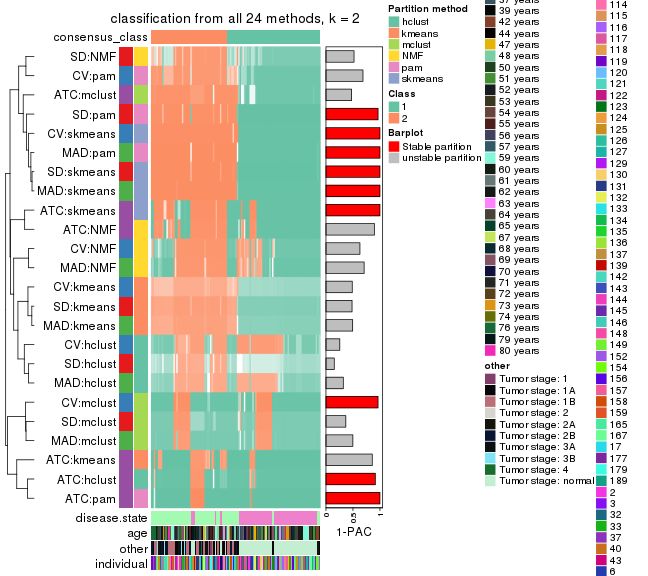 classification from all 24 methods, k = 2
consensus_class
SD:NMF
CV:pam
ATC:mclust
SD:pam
CV:skmeans
MAD:pam
SD:skmeans
MAD:skmeans
ATC:skmeans
ATC:NMF
CV:NMF
MAD:NMF
CV:kmeans
SD:kmeans
MAD:kmeans
CV:hclust
SD:hclust
MAD:hclust
CV:mclust
SD:mclust
MAD:mclust
ATC:kmeans
ATC:hclust
ATC:pam
disease.state
age
other
individual
0
0.5
1
1-PAC
Partition method
hclust
kmeans
mclust
NMF
pam
skmeans
Class
1
2
Barplot
Stable partition
unstable partition
39 years
42 years
44 years
47 years
48 years
50 years
51 years
52 years
53 years
54 years
55 years
56 years
57 years
59 years
60 years
61 years
62 years
63 years
64 years
65 years
67 years
68 years
69 years
70 years
71 years
72 years
73 years
74 years
76 years
79 years
80 years
other
Tumor stage: 1
Tumor stage: 1A
Tumor stage: 1B
Tumor stage: 2
Tumor stage: 2A
Tumor stage: 2B
Tumor stage: 3A
Tumor stage: 3B
Tumor stage: 4
Tumor stage: normal
114
115
116
117
118
119
120
121
122
123
124
125
126
127
129
130
131
132
133
134
135
136
137
139
142
143
144
145
146
148
149
152
154
156
157
158
159
165
167
17
177
179
189
2
3
32
33
37
40
43
6